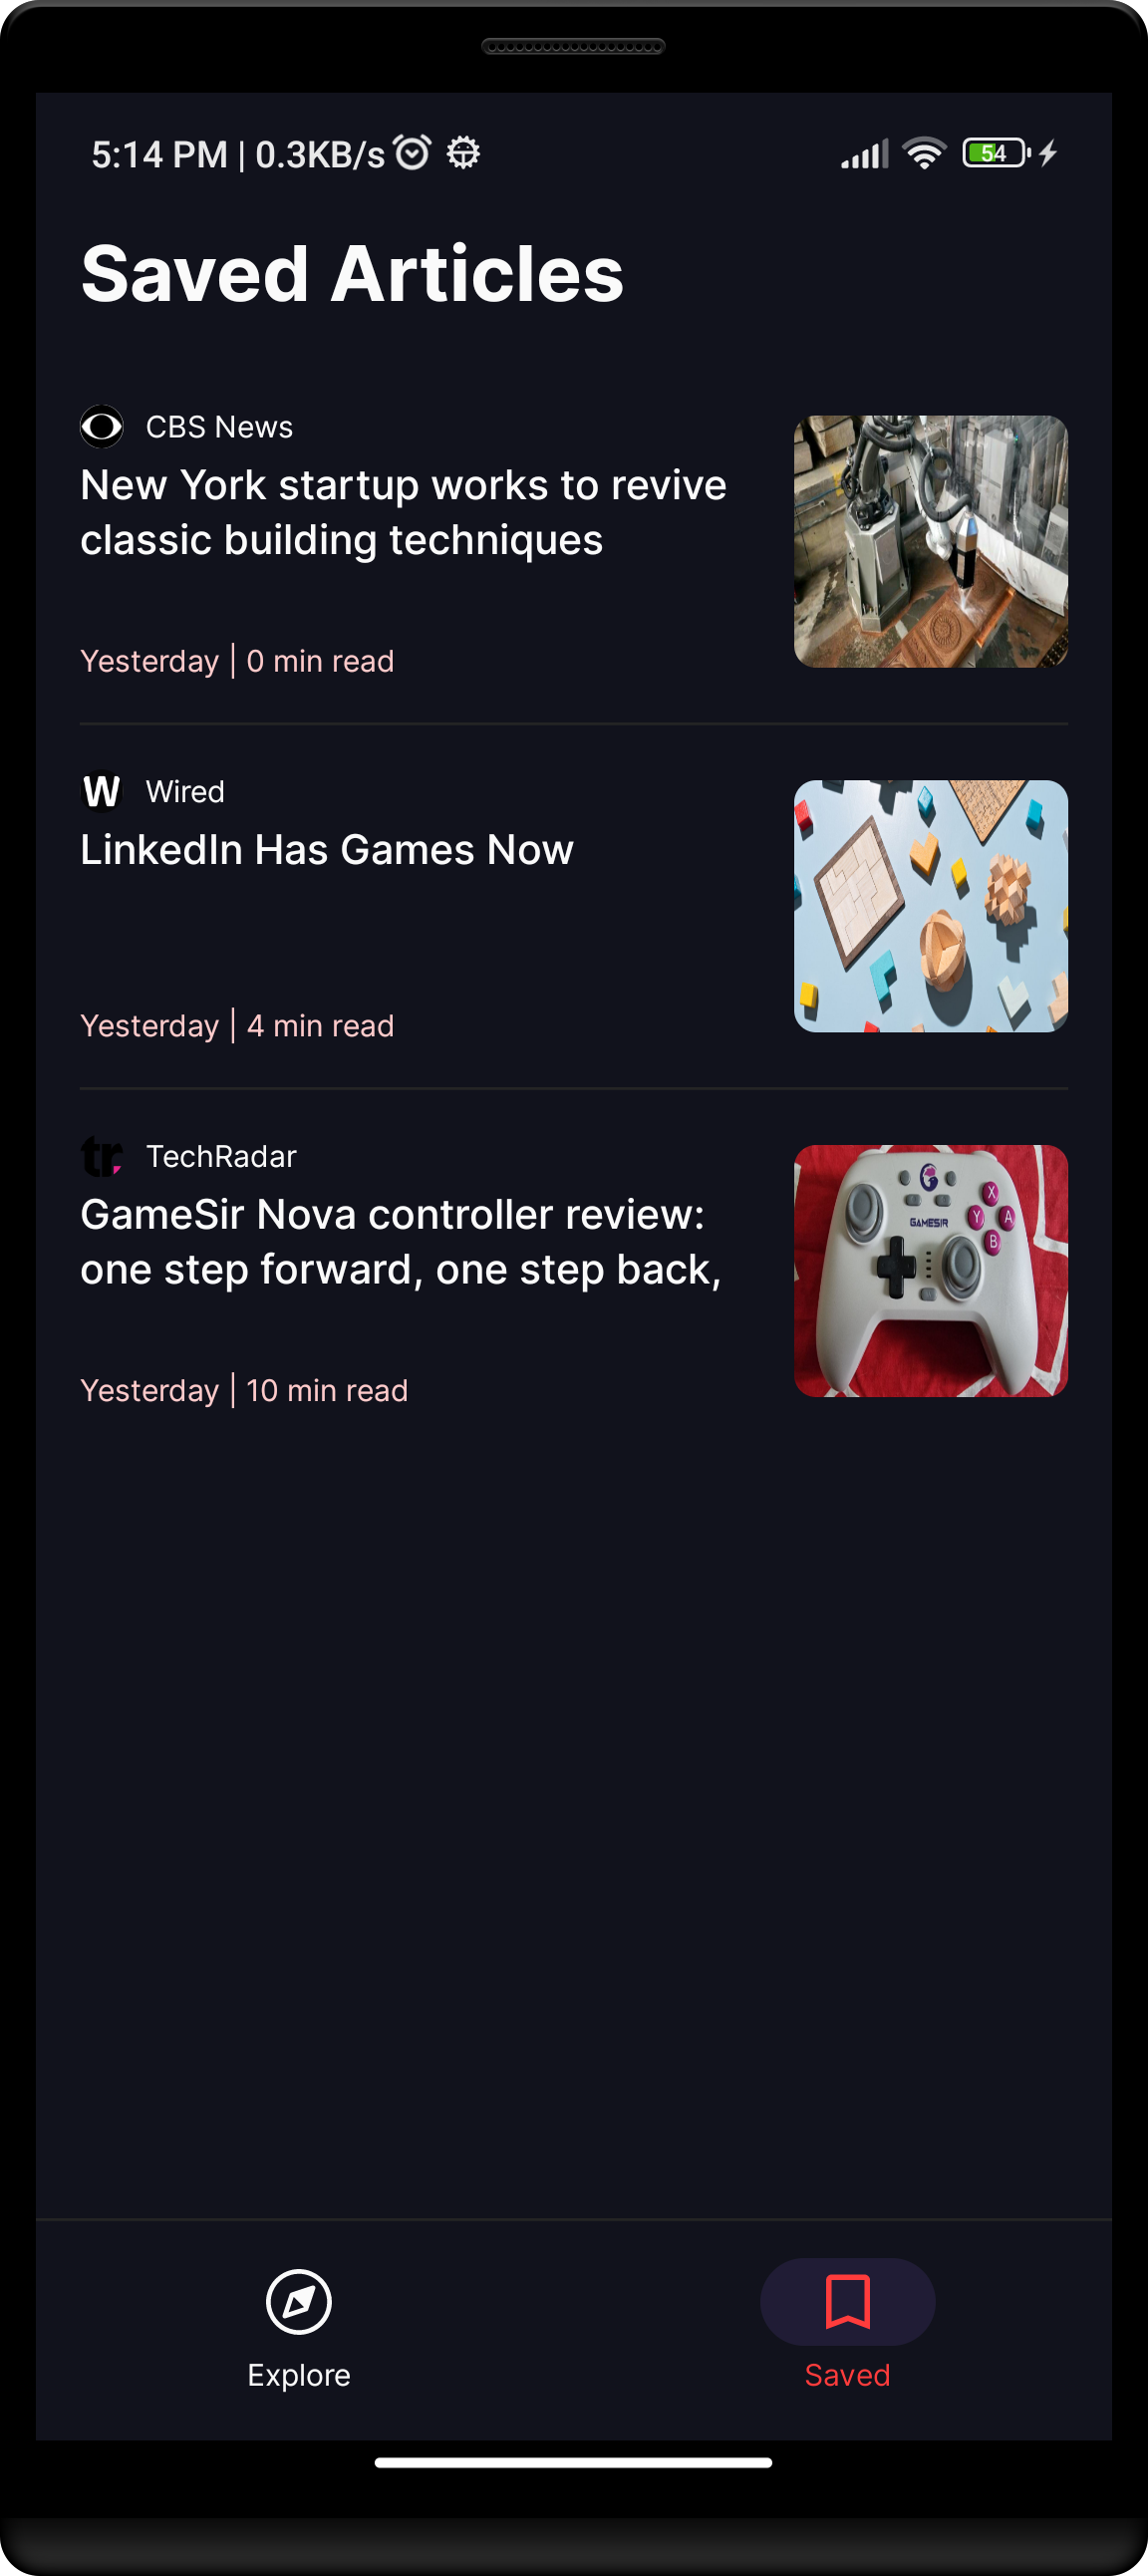 5:14 PM | 0.3KB/s 54
Saved Articles
CBS News
New York startup works to revive
classic building techniques
Yesterday | 0 min read
W Wired
LinkedIn Has Games Now
Yesterday | 4 min read
tr TechRadar
GameSir Nova controller review:
one step forward, one step back,
Yesterday | 10 min read
GAMESIR
X
Y A
B
Explore Saved